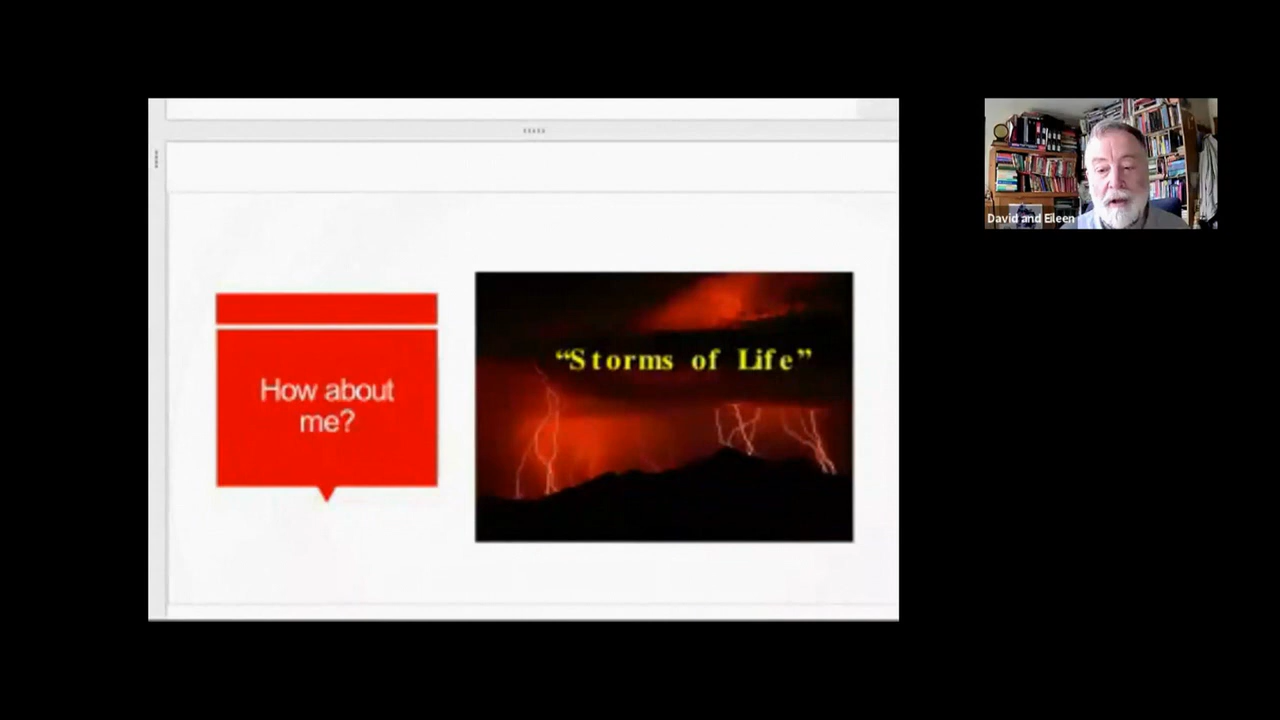 How about
me?
“Storms of Life”
David and Eileen